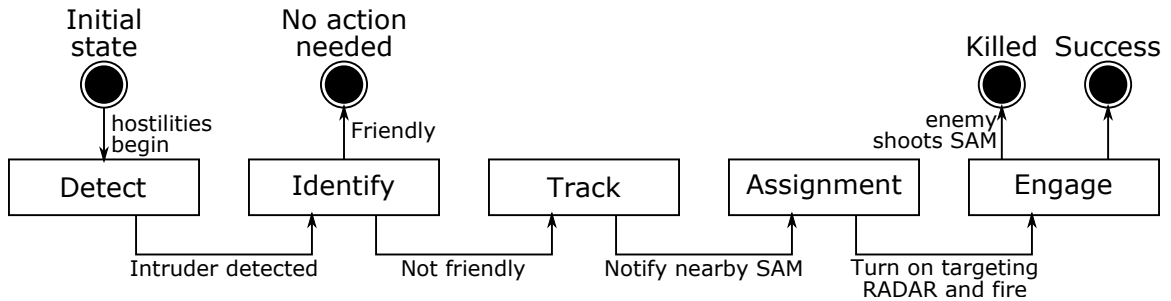 Initial
state
No action
needed
Killed
Success
hostilities
begin
Friendly
enemy
shoots SAM
Detect
Identify
Track
Assignment
Engage
Intruder detected
Not friendly
Notify nearby SAM
Turn on targeting
RADAR and fire